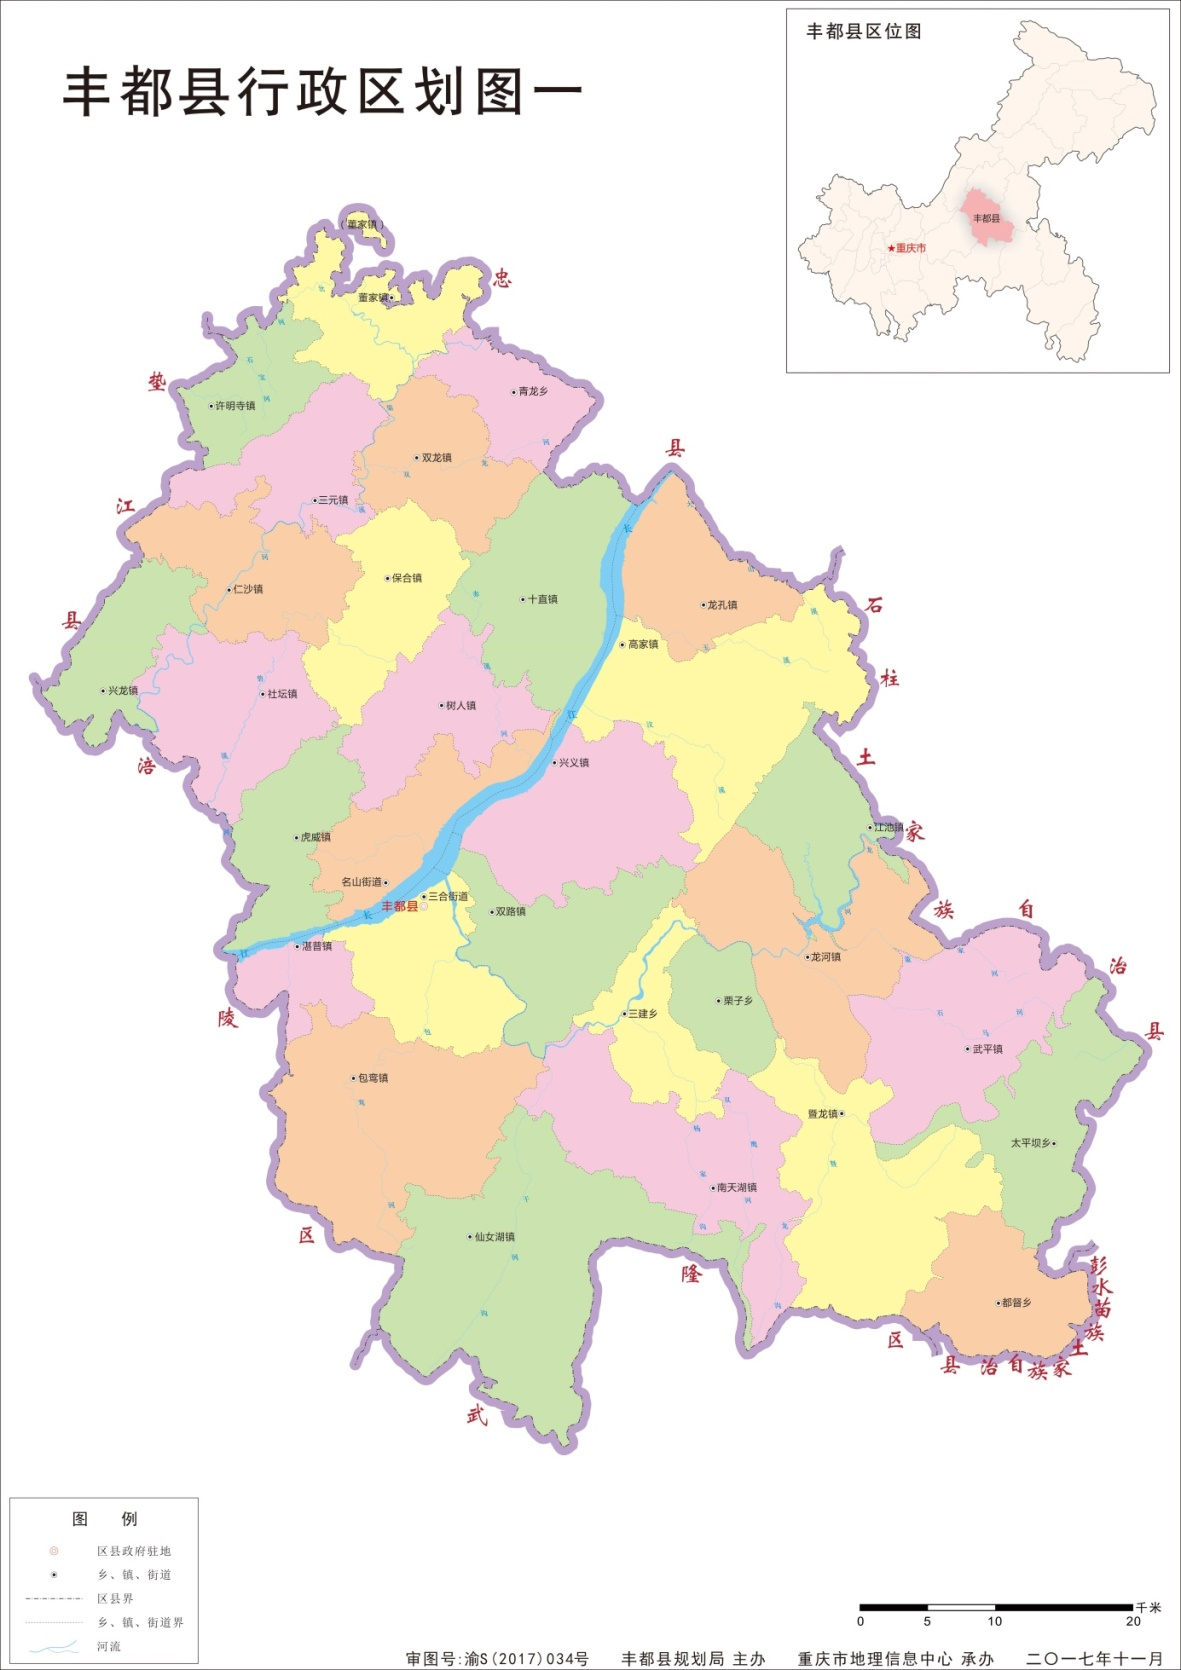 丰都县行政区划图一
丰都县区位图
丰都县
★重庆市
（董家镇）
忠
董家镇
垫
许明寺镇
青龙乡
县
双龙镇
江
三元镇
长
保合镇
仁沙镇
十直镇
龙孔镇
石
县
高家镇
柱
兴龙镇
社坛镇
树人镇
江
涪
兴义镇
土
虎威镇
江池镇
家
名山街道
三合街道
丰都县
双路镇
族
自
长
江
湛普镇
龙河镇
治
陵
栗子乡
三建乡
县
武平镇
包鸾镇
暨龙镇
太平坝乡
南天湖镇
区
仙女湖镇
隆
彭
水
苗
族
土
都督乡
区
县 治 自 族 家
武
图 例
区县政府驻地
乡、镇、街道
区县界
乡、镇、街道界
河流
千米
0 5 10 20
审图号:渝S(2017)034号 丰都县规划局 主办 重庆市地理信息中心 承办 二〇一七年十一月